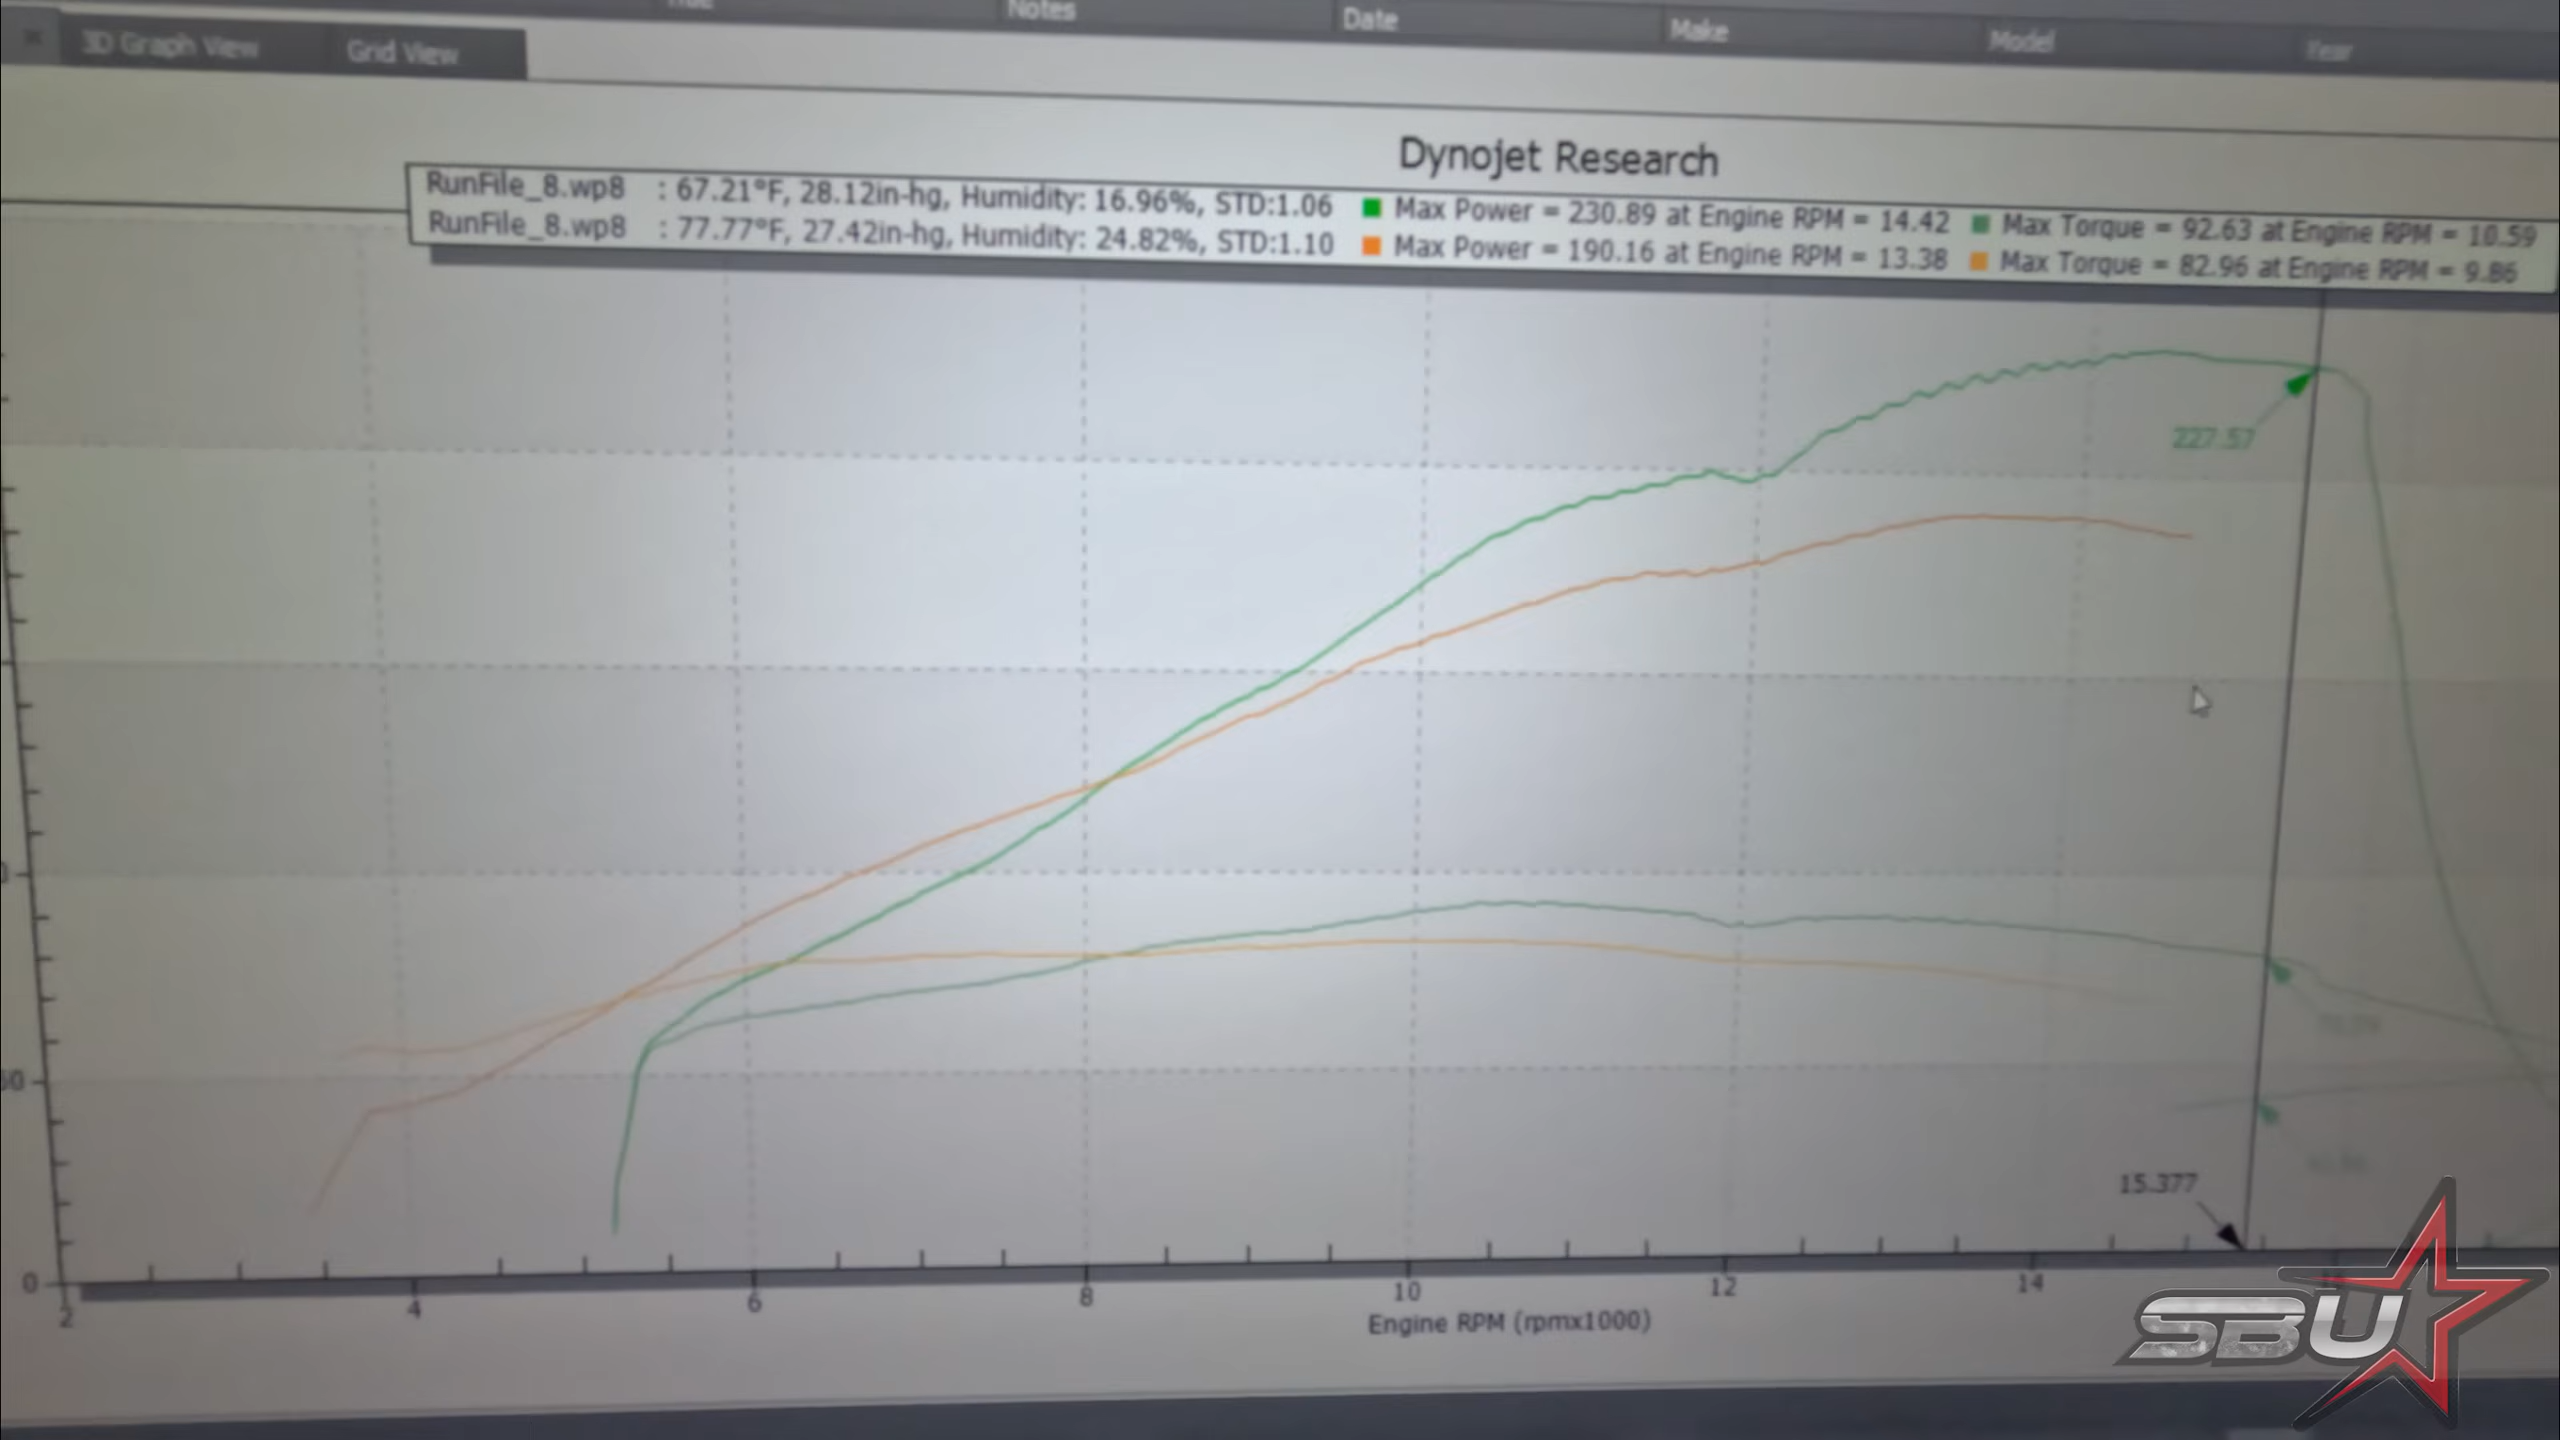 Notes
Date
Make
Model
Year
3D Graph View
Grid View
Dynojet Research
RunFile_8.wp8 : 67.21°F, 28.12in-hg, Humidity: 16.96%, STD:1.06 Max Power = 230.89 at Engine RPM = 14.42 Max Torque = 92.63 at Engine RPM = 10.59
RunFile_8.wp8 : 77.77°F, 27.42in-hg, Humidity: 24.82%, STD:1.10 Max Power = 190.16 at Engine RPM = 13.38 Max Torque = 82.96 at Engine RPM = 9.86
227.57
15.377
0
2 4 6 8 10 12 14
Engine RPM (rpmx1000)
SBU